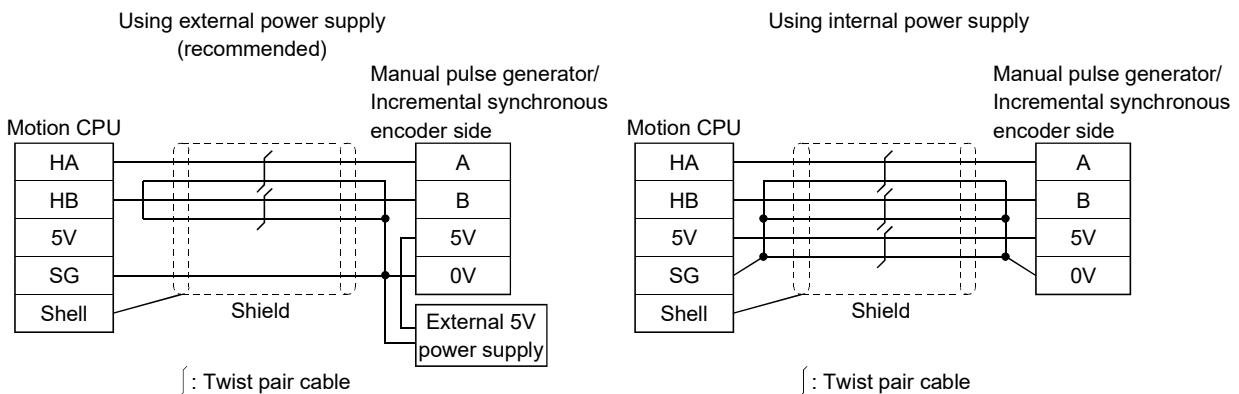 Using external power supply
(recommended)
Manual pulse generator/
Incremental synchronous
encoder side
Motion CPU
HA
HB
5V
SG
Shell
A
B
5V
0V
Shield
External 5V
power supply
: Twist pair cable
Using internal power supply
Manual pulse generator/
Incremental synchronous
encoder side
Motion CPU
HA
HB
5V
SG
Shell
A
B
5V
0V
Shield
: Twist pair cable